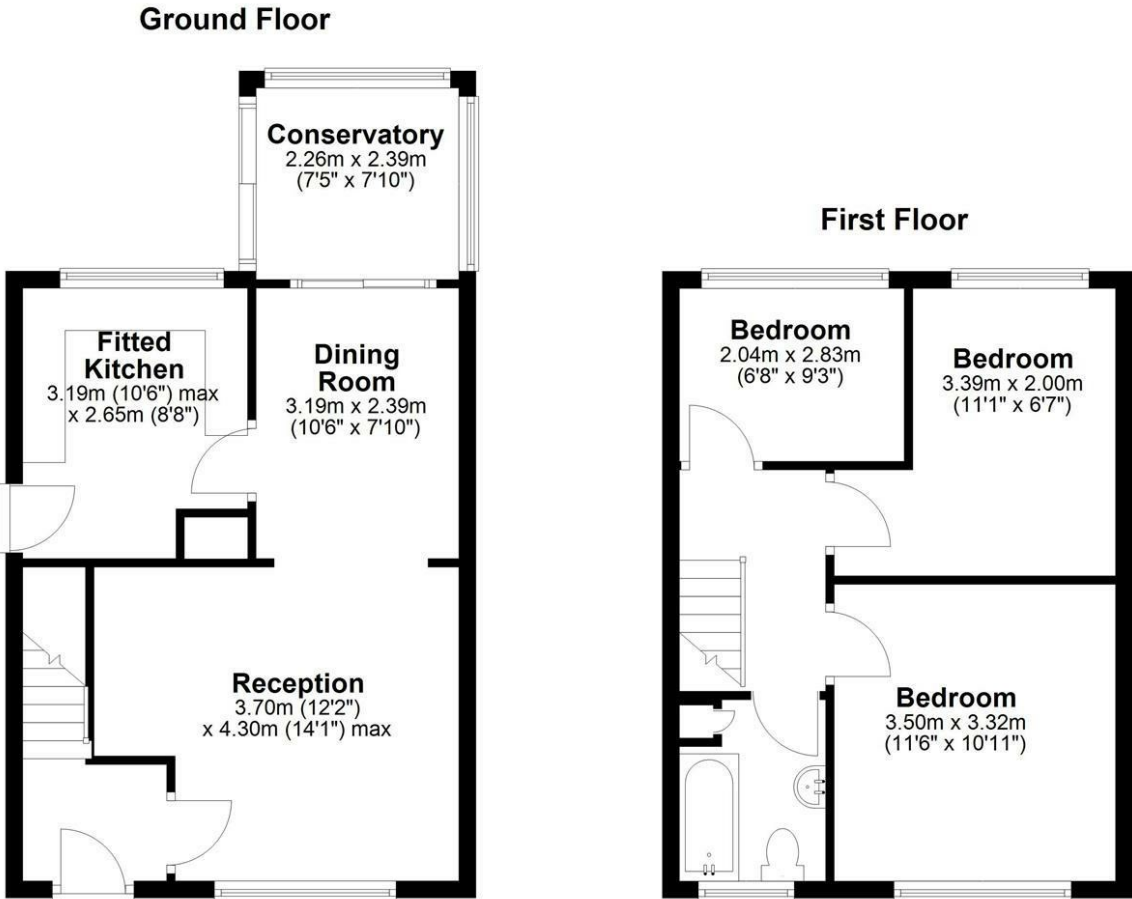 Ground Floor
Conservatory
2.26m x 2.39m
(7'5" x 7'10")
Fitted
Kitchen
3.19m (10'6") max
x 2.65m (8'8")
Dining
Room
3.19m x 2.39m
(10'6" x 7'10")
Reception
3.70m (12'2")
x 4.30m (14'1") max
First Floor
Bedroom
2.04m x 2.83m
(6'8" x 9'3")
Bedroom
3.39m x 2.00m
(11'1" x 6'7")
Bedroom
3.50m x 3.32m
(11'6" x 10'11")